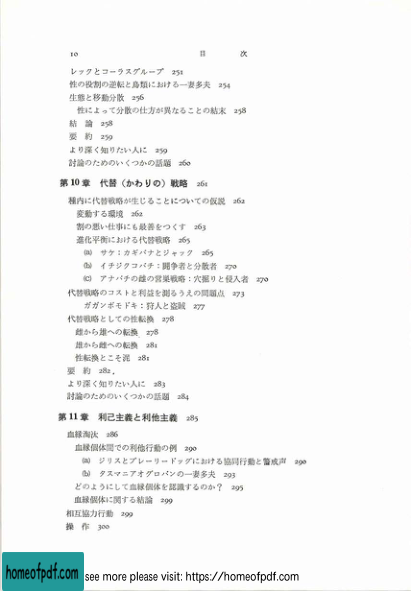 10 目 次
レックとコーラスグループ 251
性の役割の逆転と鳥類における一妻多夫 254
生態と移動分散 256
性によって分散の仕方が異なることの結末 258
結 論 258
要 約 259
より深く知りたい人に 259
討論のためのいくつかの話題 260
第10章 代替（かわりの）戦略 261
種内に代替戦略が生じることについての仮説 262
変動する環境 262
割の悪い仕事にも最善をつくす 263
進化平衡における代替戦略 265
(a) サケ：カギバナとジャック 265
(b) イチジクコバチ：闘争者と分散者 270
(c) アナバチの雌の営巣戦略：穴掘りと侵入者 270
代替戦略のコストと利益を測るうえの問題点 273
ガガンボモドキ：狩人と盗賊 277
代替戦略としての性転換 278
雌から雄への転換 278
雄から雌への転換 281
性転換とこそ泥 281
要 約 282
より深く知りたい人に 283
討論のためのいくつかの話題 284
第11章 利己主義と利他主義 285
血縁淘汰 286
血縁個体間での利他行動の例 290
(a) ジリスとプレーリードッグにおける協同行動と警戒声 290
(b) タスマニアオグロバンの一妻多夫 293
どのようにして血縁個体を認識するのか？ 295
血縁個体に関する結論 299
相互協力行動 299
操 作 300
homeofpdf.com
see more please visit: https://homeofpdf.com